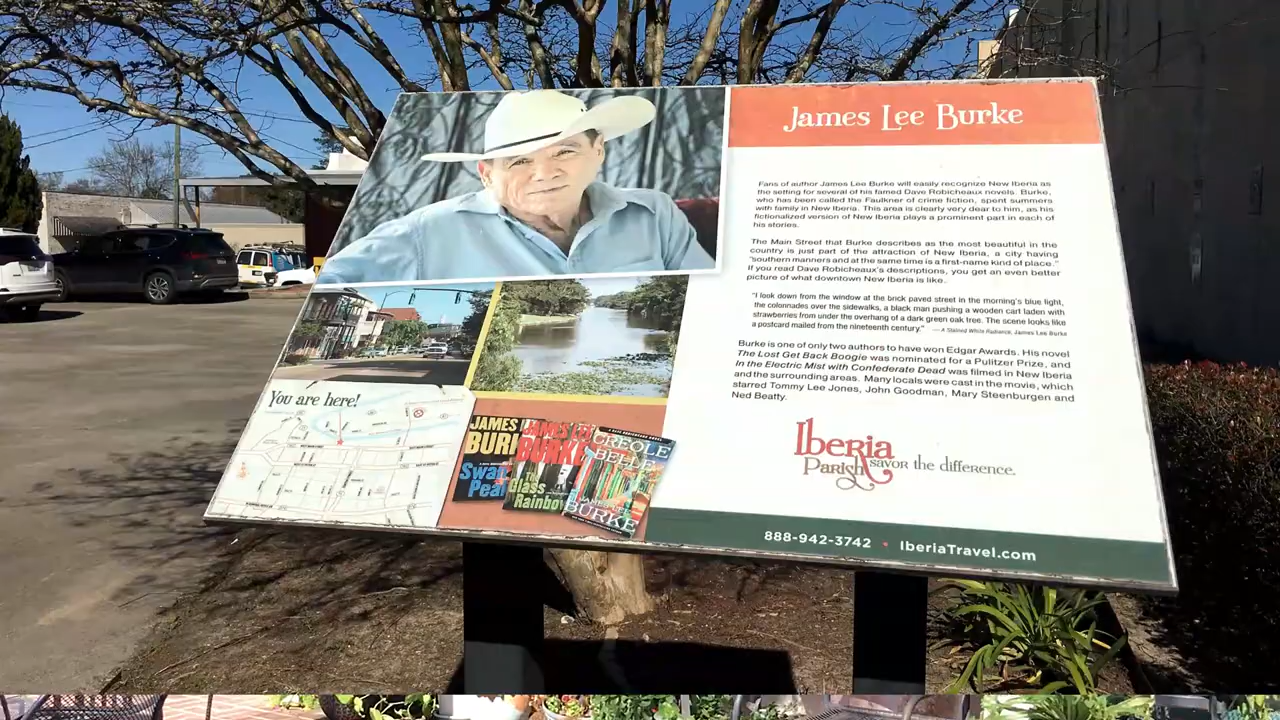 James Lee Burke
Fans of author James Lee Burke will easily recognize New Iberia as
the setting for several of his famed Dave Robicheaux novels. Burke,
who has been called the Faulkner of crime fiction, spent summers
with family in New Iberia. This area is clearly very dear to him, as his
fictionalized version of New Iberia plays a prominent part in each of
his stories.
The Main Street that Burke describes as the most beautiful in the
country is just part of the attraction of New Iberia, a city having
"southern manners and at the same time is a first-name kind of place."
If you read Dave Robicheaux's descriptions, you get an even better
picture of what downtown New Iberia is like.
"I look down from the window at the brick paved street in the morning's blue light,
the colonnades over the sidewalks, a black man pushing a wooden cart laden with
strawberries from under the overhang of a dark green oak tree. The scene looks like
a postcard mailed from the nineteenth century." — A Stained White Radiance, James Lee Burke
Burke is one of only two authors to have won Edgar Awards. His novel
The Lost Get Back Boogie was nominated for a Pulitzer Prize, and
In the Electric Mist with Confederate Dead was filmed in New Iberia
and the surrounding areas. Many locals were cast in the movie, which
starred Tommy Lee Jones, John Goodman, Mary Steenburgen and
Ned Beatty.
You are here!
JAMES
BUR
Swan
Pea
JAMES LEE
BURKE
The
Glass
Rainbow
CREOLE
BELLE
JAMES LEE
BURKE
Iberia
Parish savor the difference.
888-942-3742 • IberiaTravel.com